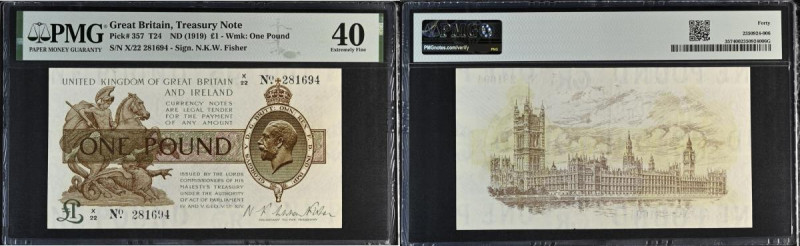 PMG
PAPER MONEY GUARANTY
Great Britain, Treasury Note
Pick# 357 T24 ND (1919) £1 - Wmk: One Pound
S/N X/22 281694 - Sign. N.K.W. Fisher
40
Extremely Fine
UNITED KINGDOM OF GREAT BRITAIN
AND IRELAND
X
22
No 281694
CURRENCY NOTES
ARE LEGAL TENDER
FOR THE PAYMENT
OF ANY AMOUNT
ONE POUND
ISSUED BY THE LORDS
COMMISSIONERS OF HIS
MAJESTY'S TREASURY
UNDER THE AUTHORITY
OF ACT OF PARLIAMENT
£1
X
22
No 281694
PMG
PMGnotes.com/verify
Forty